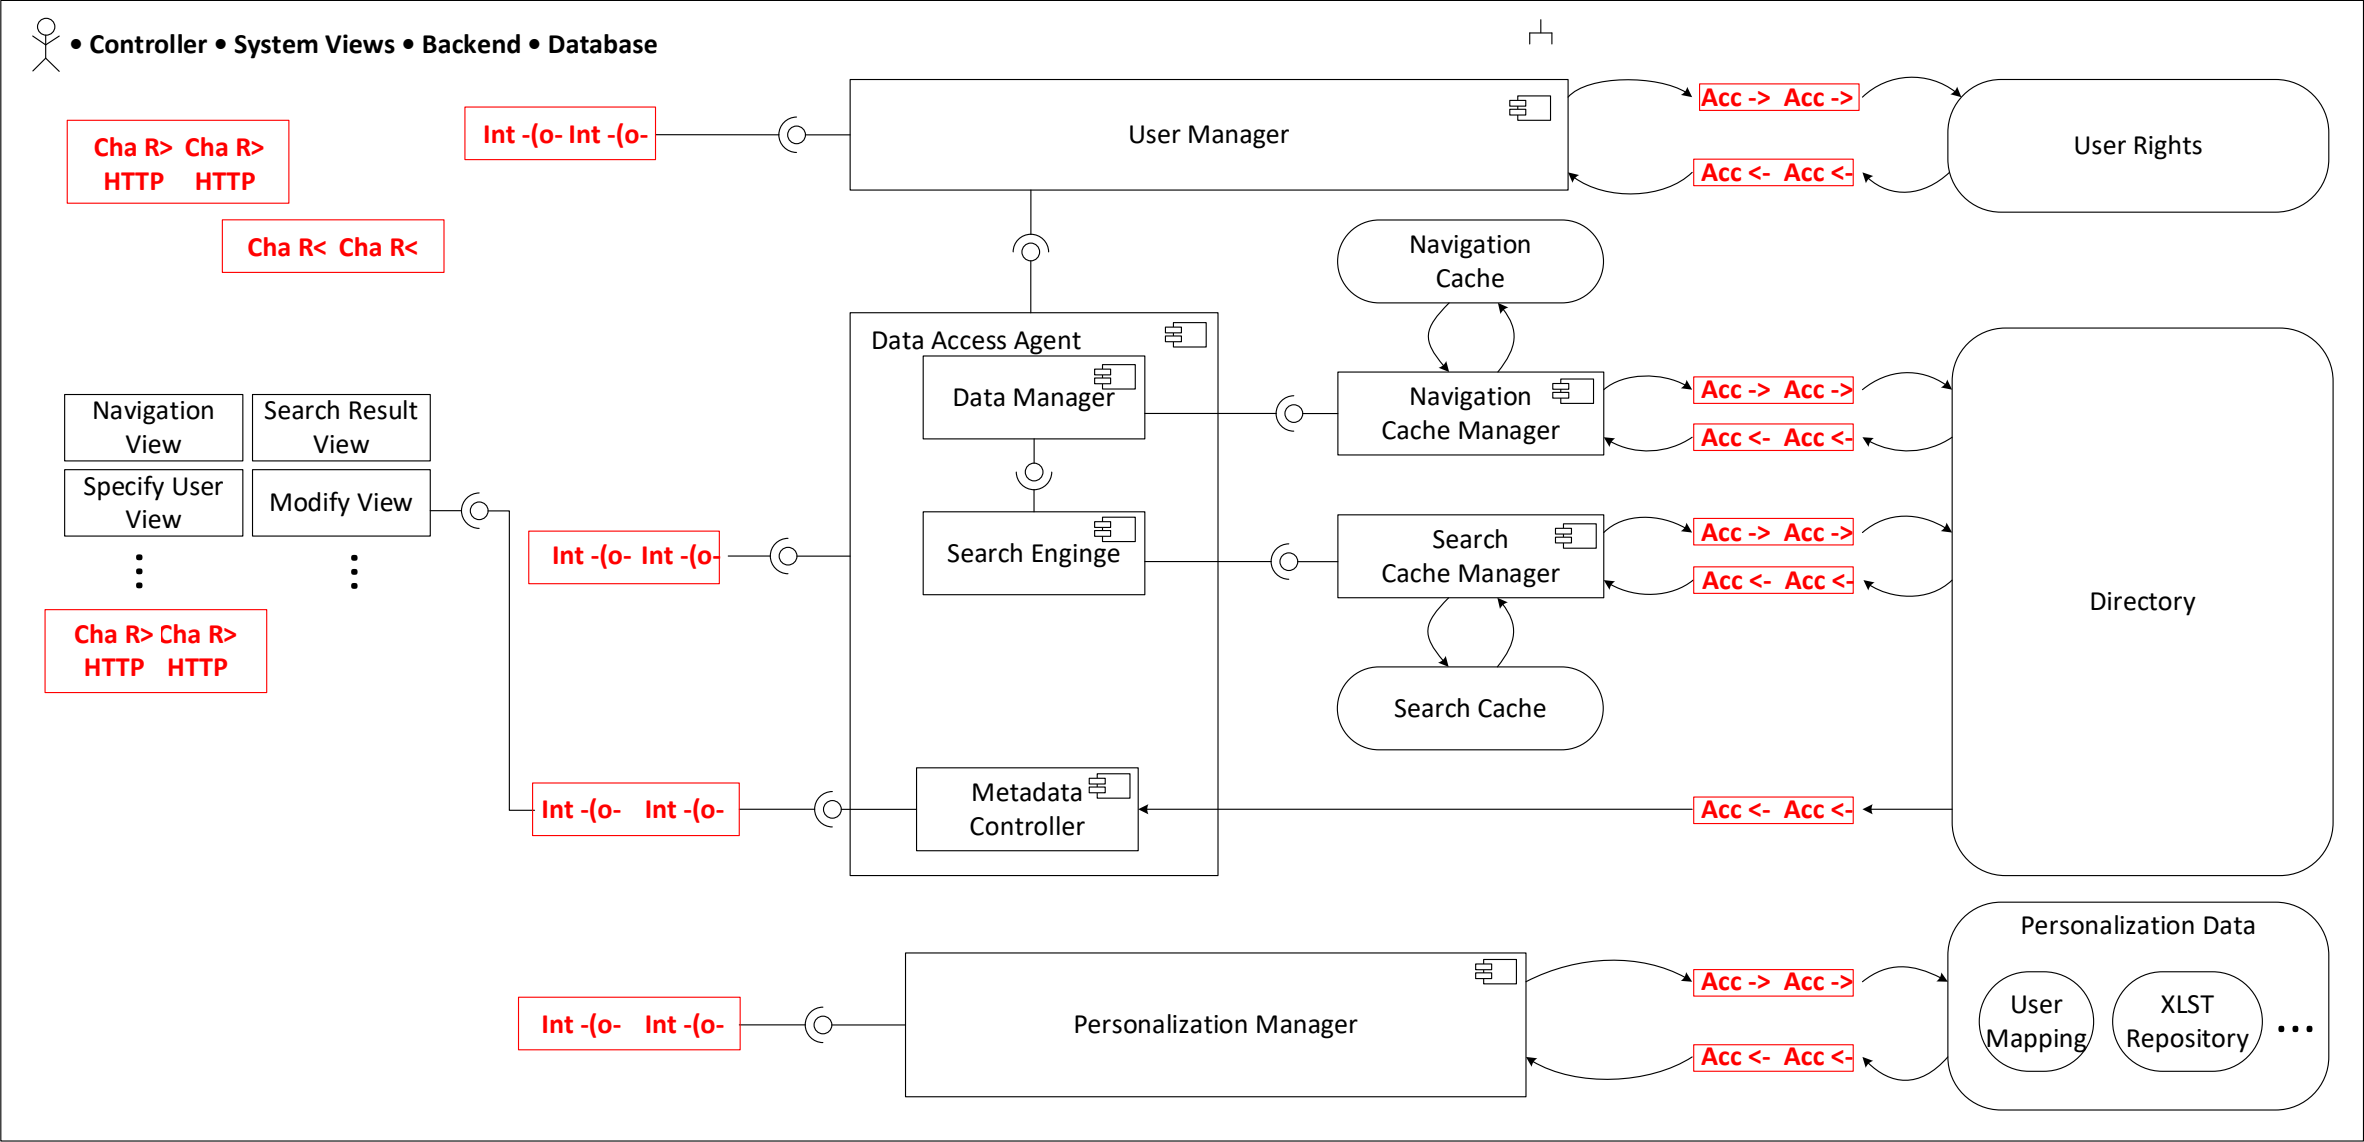 • Controller • System Views • Backend • Database
Cha R> Cha R>
HTTP HTTP
Cha R< Cha R<
Int -(o- Int -(o-
User Manager
Acc -> Acc ->
Acc <- Acc <-
User Rights
Navigation
Cache
Data Access Agent
Data Manager
Navigation
Cache Manager
Acc -> Acc ->
Acc <- Acc <-
Navigation
View
Search Result
View
Specify User
View
Modify View
⋮
⋮
Cha R> Cha R>
HTTP HTTP
Int -(o- Int -(o-
Search Enginge
Search
Cache Manager
Acc -> Acc ->
Acc <- Acc <-
Directory
Search Cache
Int -(o- Int -(o-
Metadata
Controller
Acc <- Acc <-
Int -(o- Int -(o-
Personalization Manager
Acc -> Acc ->
Acc <- Acc <-
Personalization Data
User
Mapping
XLST
Repository
...